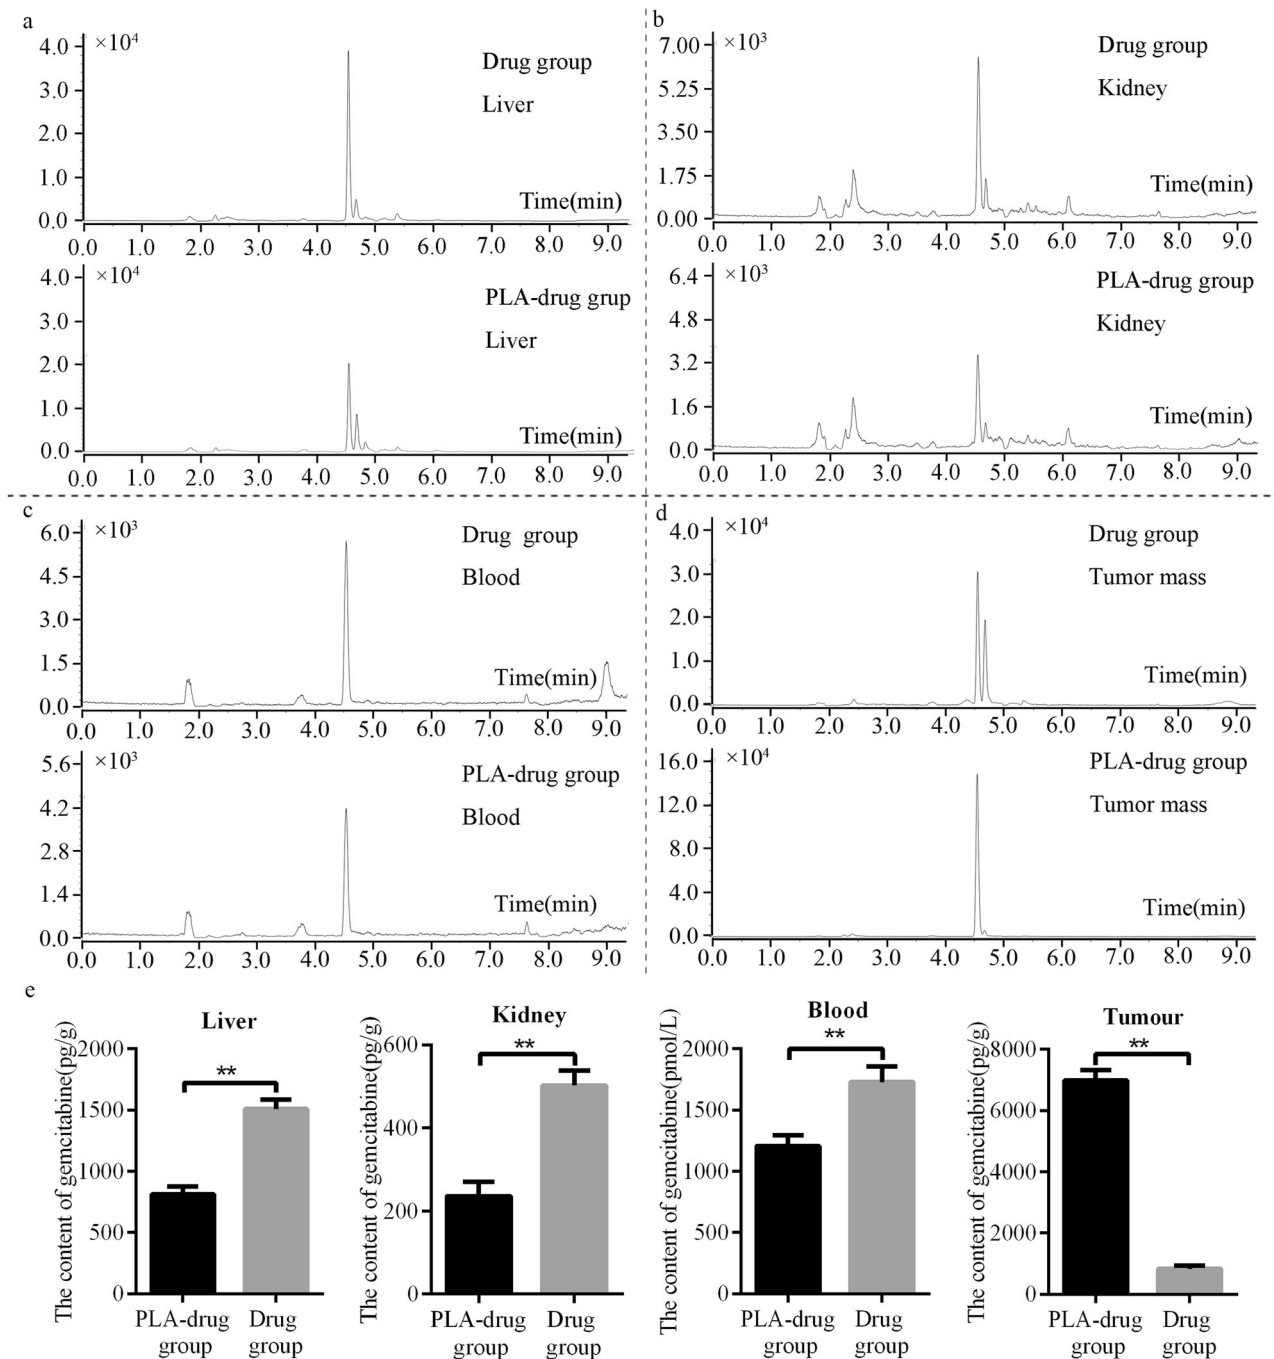 a
×10⁴
4.0
3.0
2.0
1.0
0.0
Drug group
Liver
Time(min)
0.0 1.0 2.0 3.0 4.0 5.0 6.0 7.0 8.0 9.0
×10⁴
4.0
3.0
2.0
1.0
0.0
PLA-drug grup
Liver
Time(min)
0.0 1.0 2.0 3.0 4.0 5.0 6.0 7.0 8.0 9.0
b
×10³
7.00
5.25
3.50
1.75
0.00
Drug group
Kidney
Time(min)
0.0 1.0 2.0 3.0 4.0 5.0 6.0 7.0 8.0 9.0
×10³
6.4
4.8
3.2
1.6
0.0
PLA-drug group
Kidney
Time(min)
0.0 1.0 2.0 3.0 4.0 5.0 6.0 7.0 8.0 9.0
c
×10³
6.0
4.5
3.0
1.5
0.0
Drug group
Blood
Time(min)
0.0 1.0 2.0 3.0 4.0 5.0 6.0 7.0 8.0 9.0
×10³
5.6
4.2
2.8
1.4
0.0
PLA-drug group
Blood
Time(min)
0.0 1.0 2.0 3.0 4.0 5.0 6.0 7.0 8.0 9.0
d
×10⁴
4.0
3.0
2.0
1.0
0.0
Drug group
Tumor mass
Time(min)
0.0 1.0 2.0 3.0 4.0 5.0 6.0 7.0 8.0 9.0
×10⁴
16.0
12.0
8.0
4.0
0.0
PLA-drug group
Tumor mass
Time(min)
0.0 1.0 2.0 3.0 4.0 5.0 6.0 7.0 8.0 9.0
e
Liver
The content of gemcitabine(pg/g)
2000
1500
1000
500
0
**
PLA-drug group
Drug group
Kidney
The content of gemcitabine(pg/g)
600
400
200
0
**
PLA-drug group
Drug group
Blood
The content of gemcitabine(pmol/L)
2000
1500
1000
500
0
**
PLA-drug group
Drug group
Tumour
The content of gemcitabine(pg/g)
8000
6000
4000
2000
0
**
PLA-drug group
Drug group